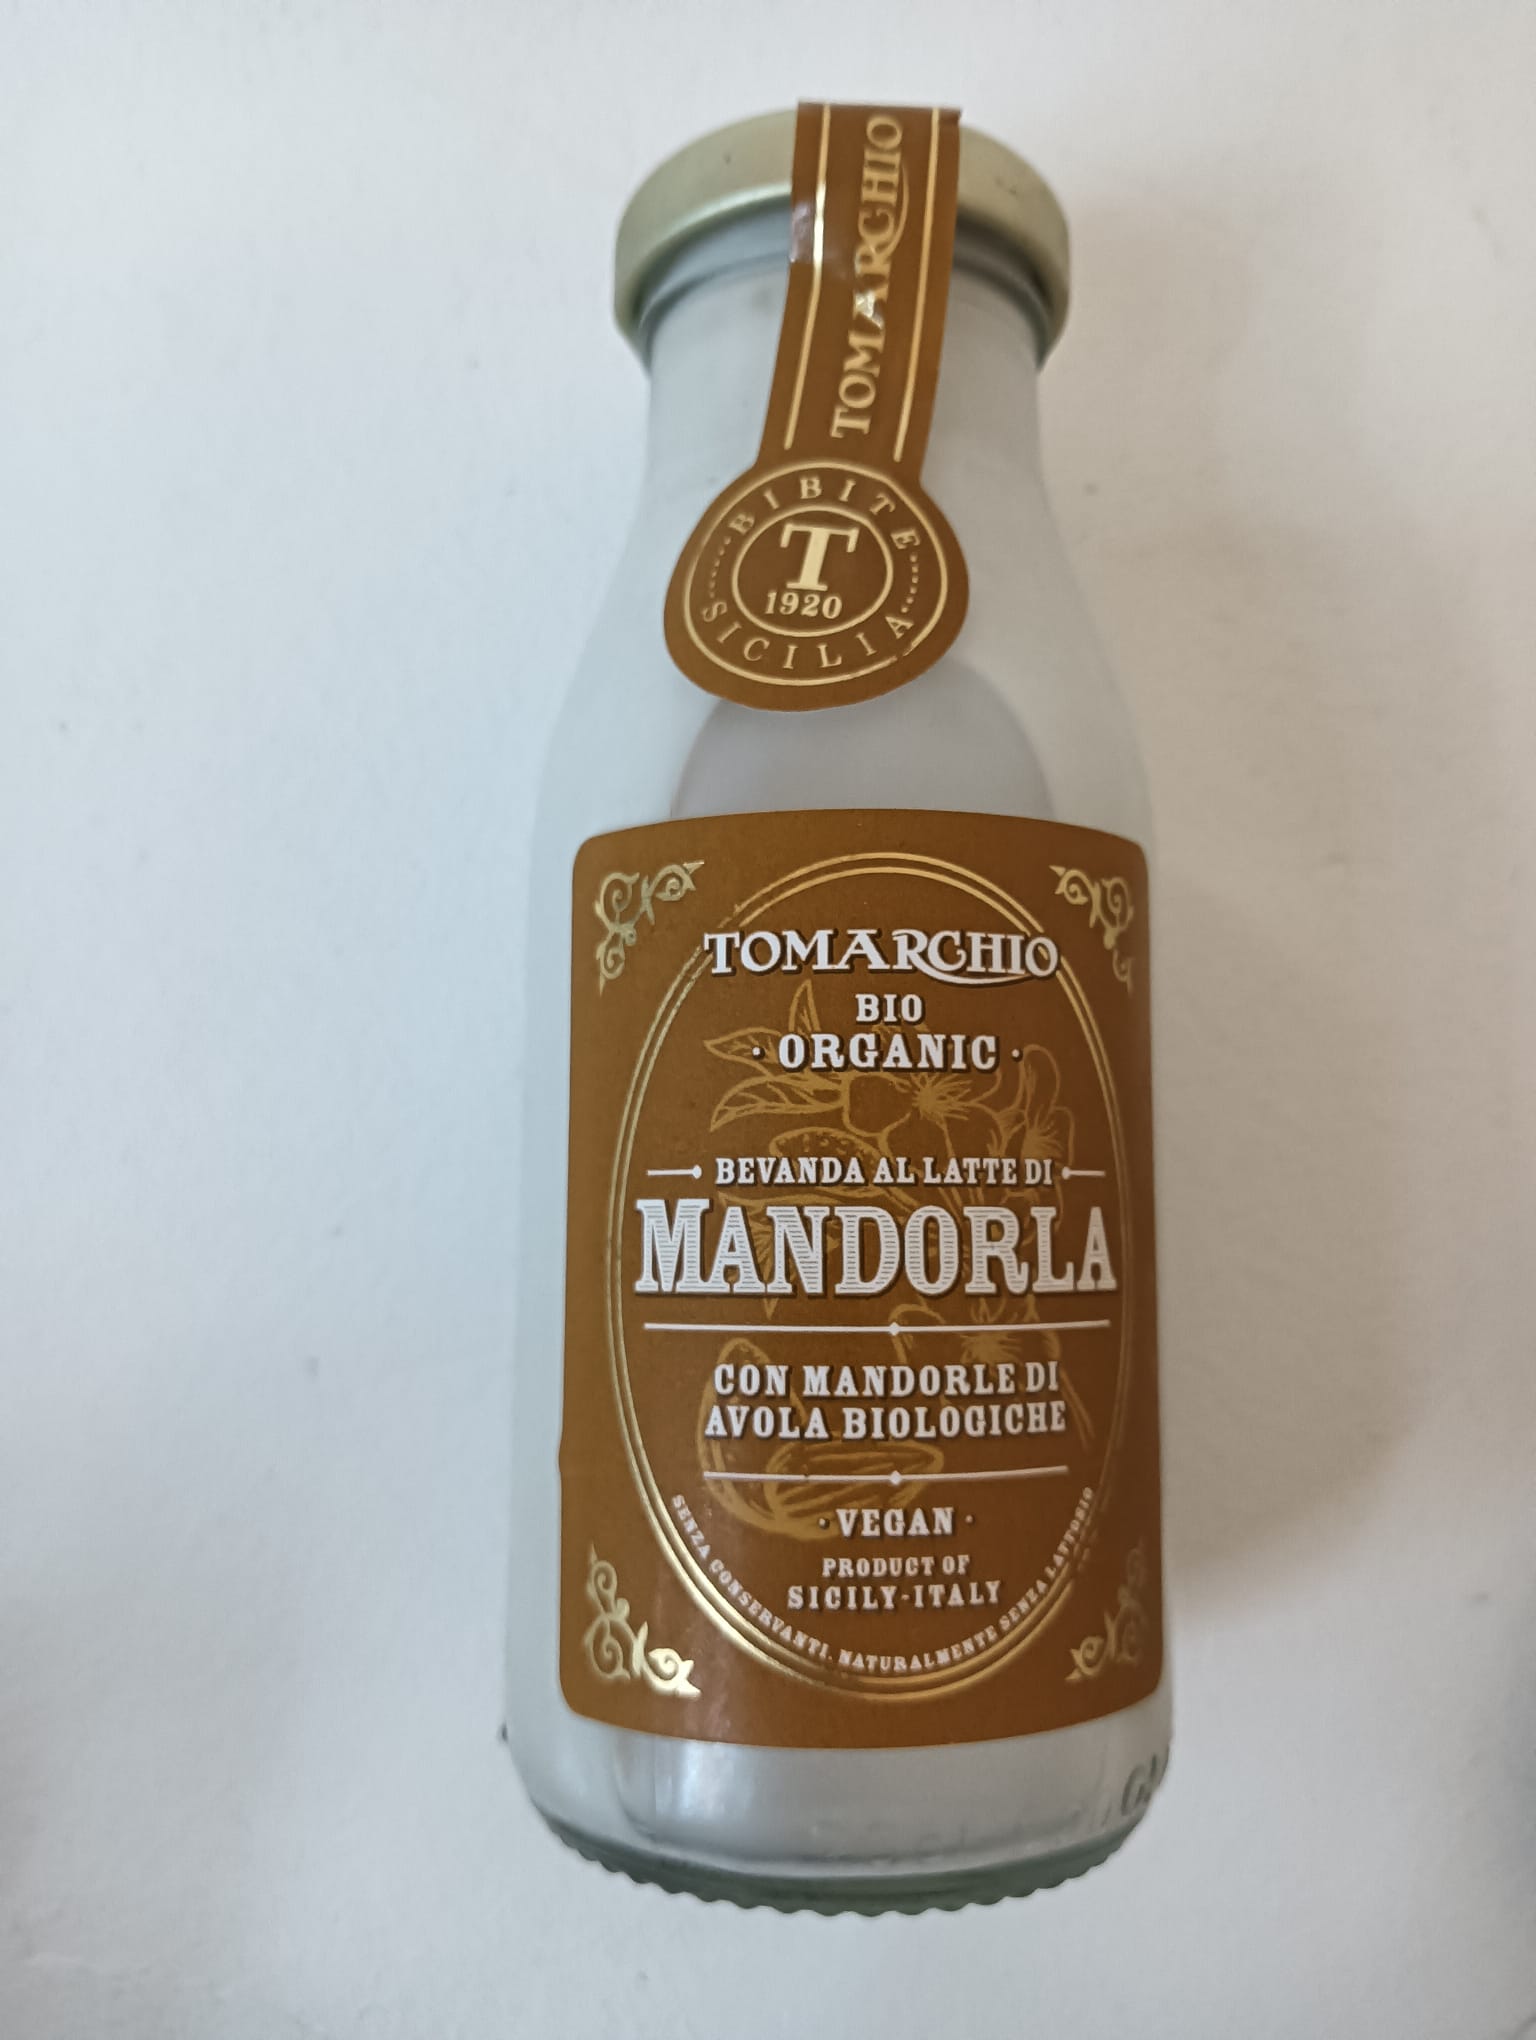 TOMARCHIO
BIBITE
T
1920
SICILIA
TOMARCHIO
BIO
· ORGANIC ·
BEVANDA AL LATTE DI
MANDORLA
CON MANDORLE DI
AVOLA BIOLOGICHE
· VEGAN ·
PRODUCT OF
SICILY-ITALY
SENZA CONSERVANTI. NATURALMENTE SENZA LATTOSIO